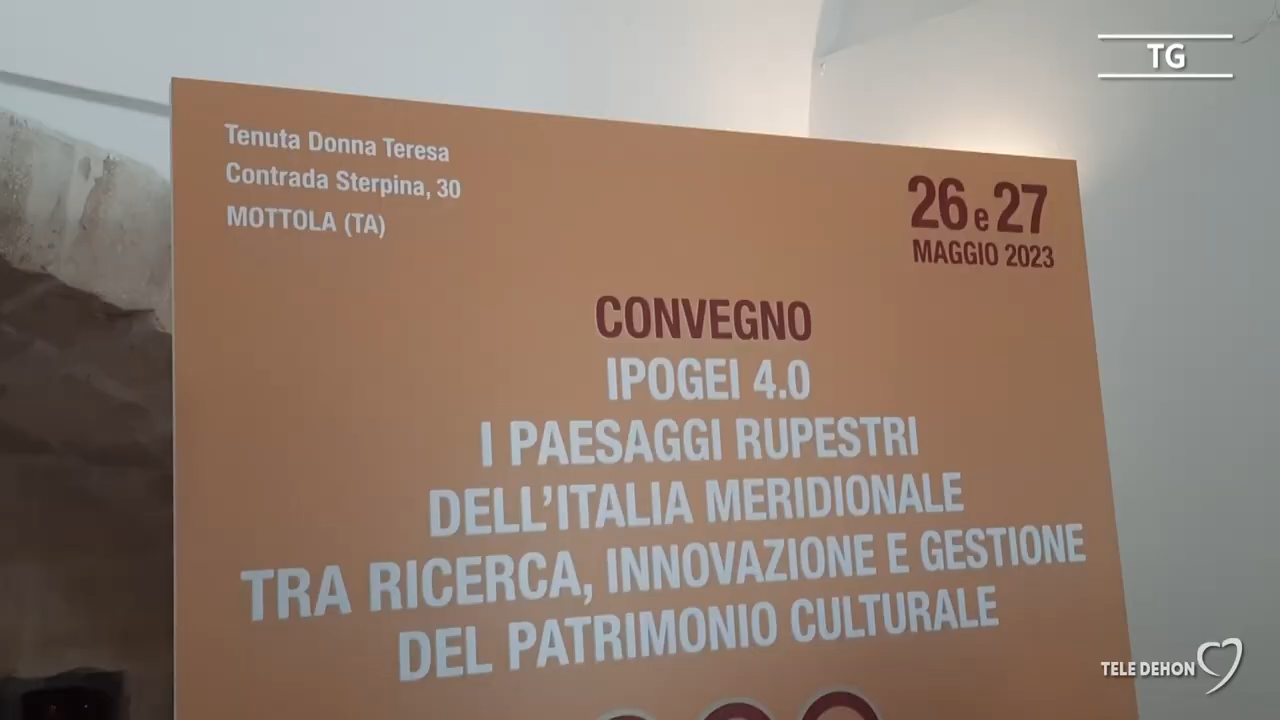 TG
Tenuta Donna Teresa
Contrada Sterpina, 30
MOTTOLA (TA)
26 e 27
MAGGIO 2023
CONVEGNO
IPOGEI 4.0
I PAESAGGI RUPESTRI
DELL'ITALIA MERIDIONALE
TRA RICERCA, INNOVAZIONE E GESTIONE
DEL PATRIMONIO CULTURALE
TELE DEHON